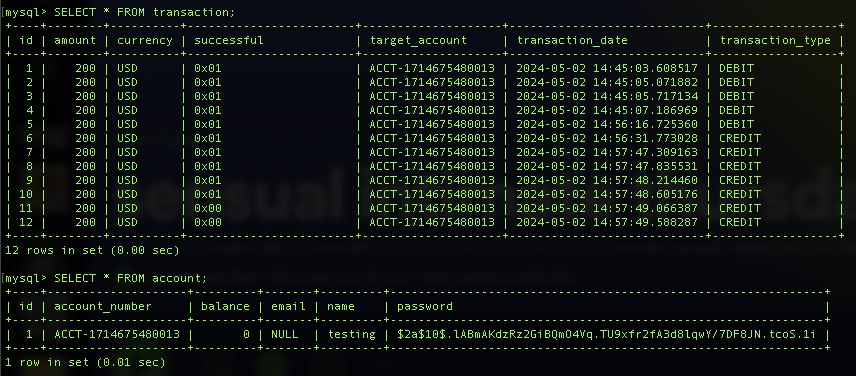 mysql> SELECT * FROM transaction;
+----+--------+----------+------------------------+--------------------+----------------------------+------------------+
| id | amount | currency | successful | target_account | transaction_date | transaction_type |
+----+--------+----------+------------------------+--------------------+----------------------------+------------------+
| 1 | 200 | USD | 0x01 | ACCT-1714675480013 | 2024-05-02 14:45:03.608517 | DEBIT |
| 2 | 200 | USD | 0x01 | ACCT-1714675480013 | 2024-05-02 14:45:05.071882 | DEBIT |
| 3 | 200 | USD | 0x01 | ACCT-1714675480013 | 2024-05-02 14:45:05.717134 | DEBIT |
| 4 | 200 | USD | 0x01 | ACCT-1714675480013 | 2024-05-02 14:45:07.186969 | DEBIT |
| 5 | 200 | USD | 0x01 | ACCT-1714675480013 | 2024-05-02 14:56:16.725360 | DEBIT |
| 6 | 200 | USD | 0x01 | ACCT-1714675480013 | 2024-05-02 14:56:31.773028 | CREDIT |
| 7 | 200 | USD | 0x01 | ACCT-1714675480013 | 2024-05-02 14:57:47.309163 | CREDIT |
| 8 | 200 | USD | 0x01 | ACCT-1714675480013 | 2024-05-02 14:57:47.835531 | CREDIT |
| 9 | 200 | USD | 0x01 | ACCT-1714675480013 | 2024-05-02 14:57:48.214460 | CREDIT |
| 10 | 200 | USD | 0x01 | ACCT-1714675480013 | 2024-05-02 14:57:48.605176 | CREDIT |
| 11 | 200 | USD | 0x00 | ACCT-1714675480013 | 2024-05-02 14:57:49.066387 | CREDIT |
| 12 | 200 | USD | 0x00 | ACCT-1714675480013 | 2024-05-02 14:57:49.588287 | CREDIT |
+----+--------+----------+------------------------+--------------------+----------------------------+------------------+
12 rows in set (0.00 sec)
mysql> SELECT * FROM account;
+----+--------------------+---------+-------+---------+--------------------------------------------------------------+
| id | account_number | balance | email | name | password |
+----+--------------------+---------+-------+---------+--------------------------------------------------------------+
| 1 | ACCT-1714675480013 | 0 | NULL | testing | $2a$10$.lABmAKdzRz2GiBQmO4Vq.TU9xfr2fA3d8lqwY/7DF8JN.tcoS.1i |
+----+--------------------+---------+-------+---------+--------------------------------------------------------------+
1 row in set (0.01 sec)